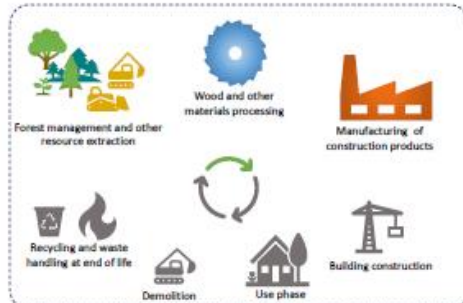 Wood and other
materials processing
Forest management and other
resource extraction
Manufacturing of
construction products
Recycling and waste
handling at end of life
Building construction
Demolition
Use phase